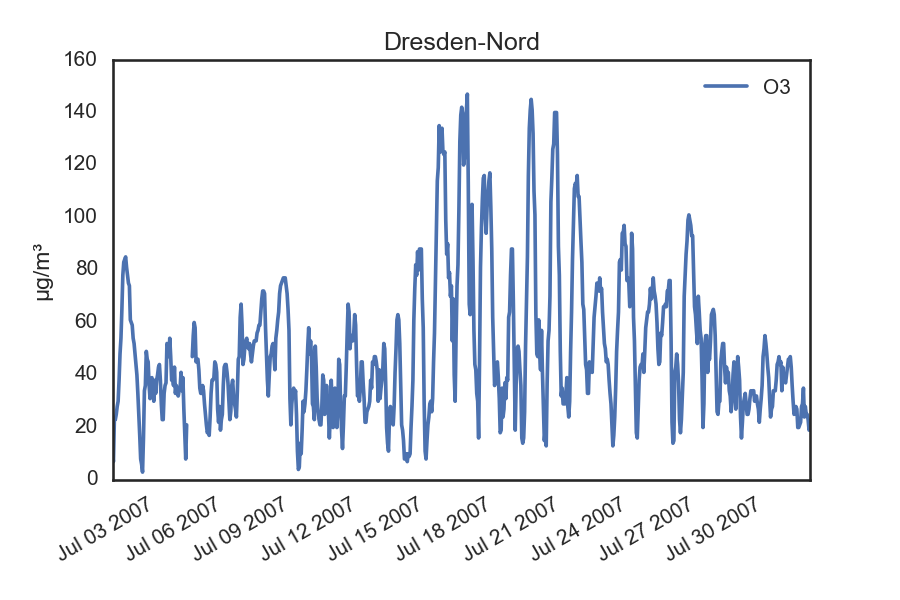 Dresden-Nord
O3
µg/m³
160
140
120
100
80
60
40
20
0
Jul 03 2007
Jul 06 2007
Jul 09 2007
Jul 12 2007
Jul 15 2007
Jul 18 2007
Jul 21 2007
Jul 24 2007
Jul 27 2007
Jul 30 2007